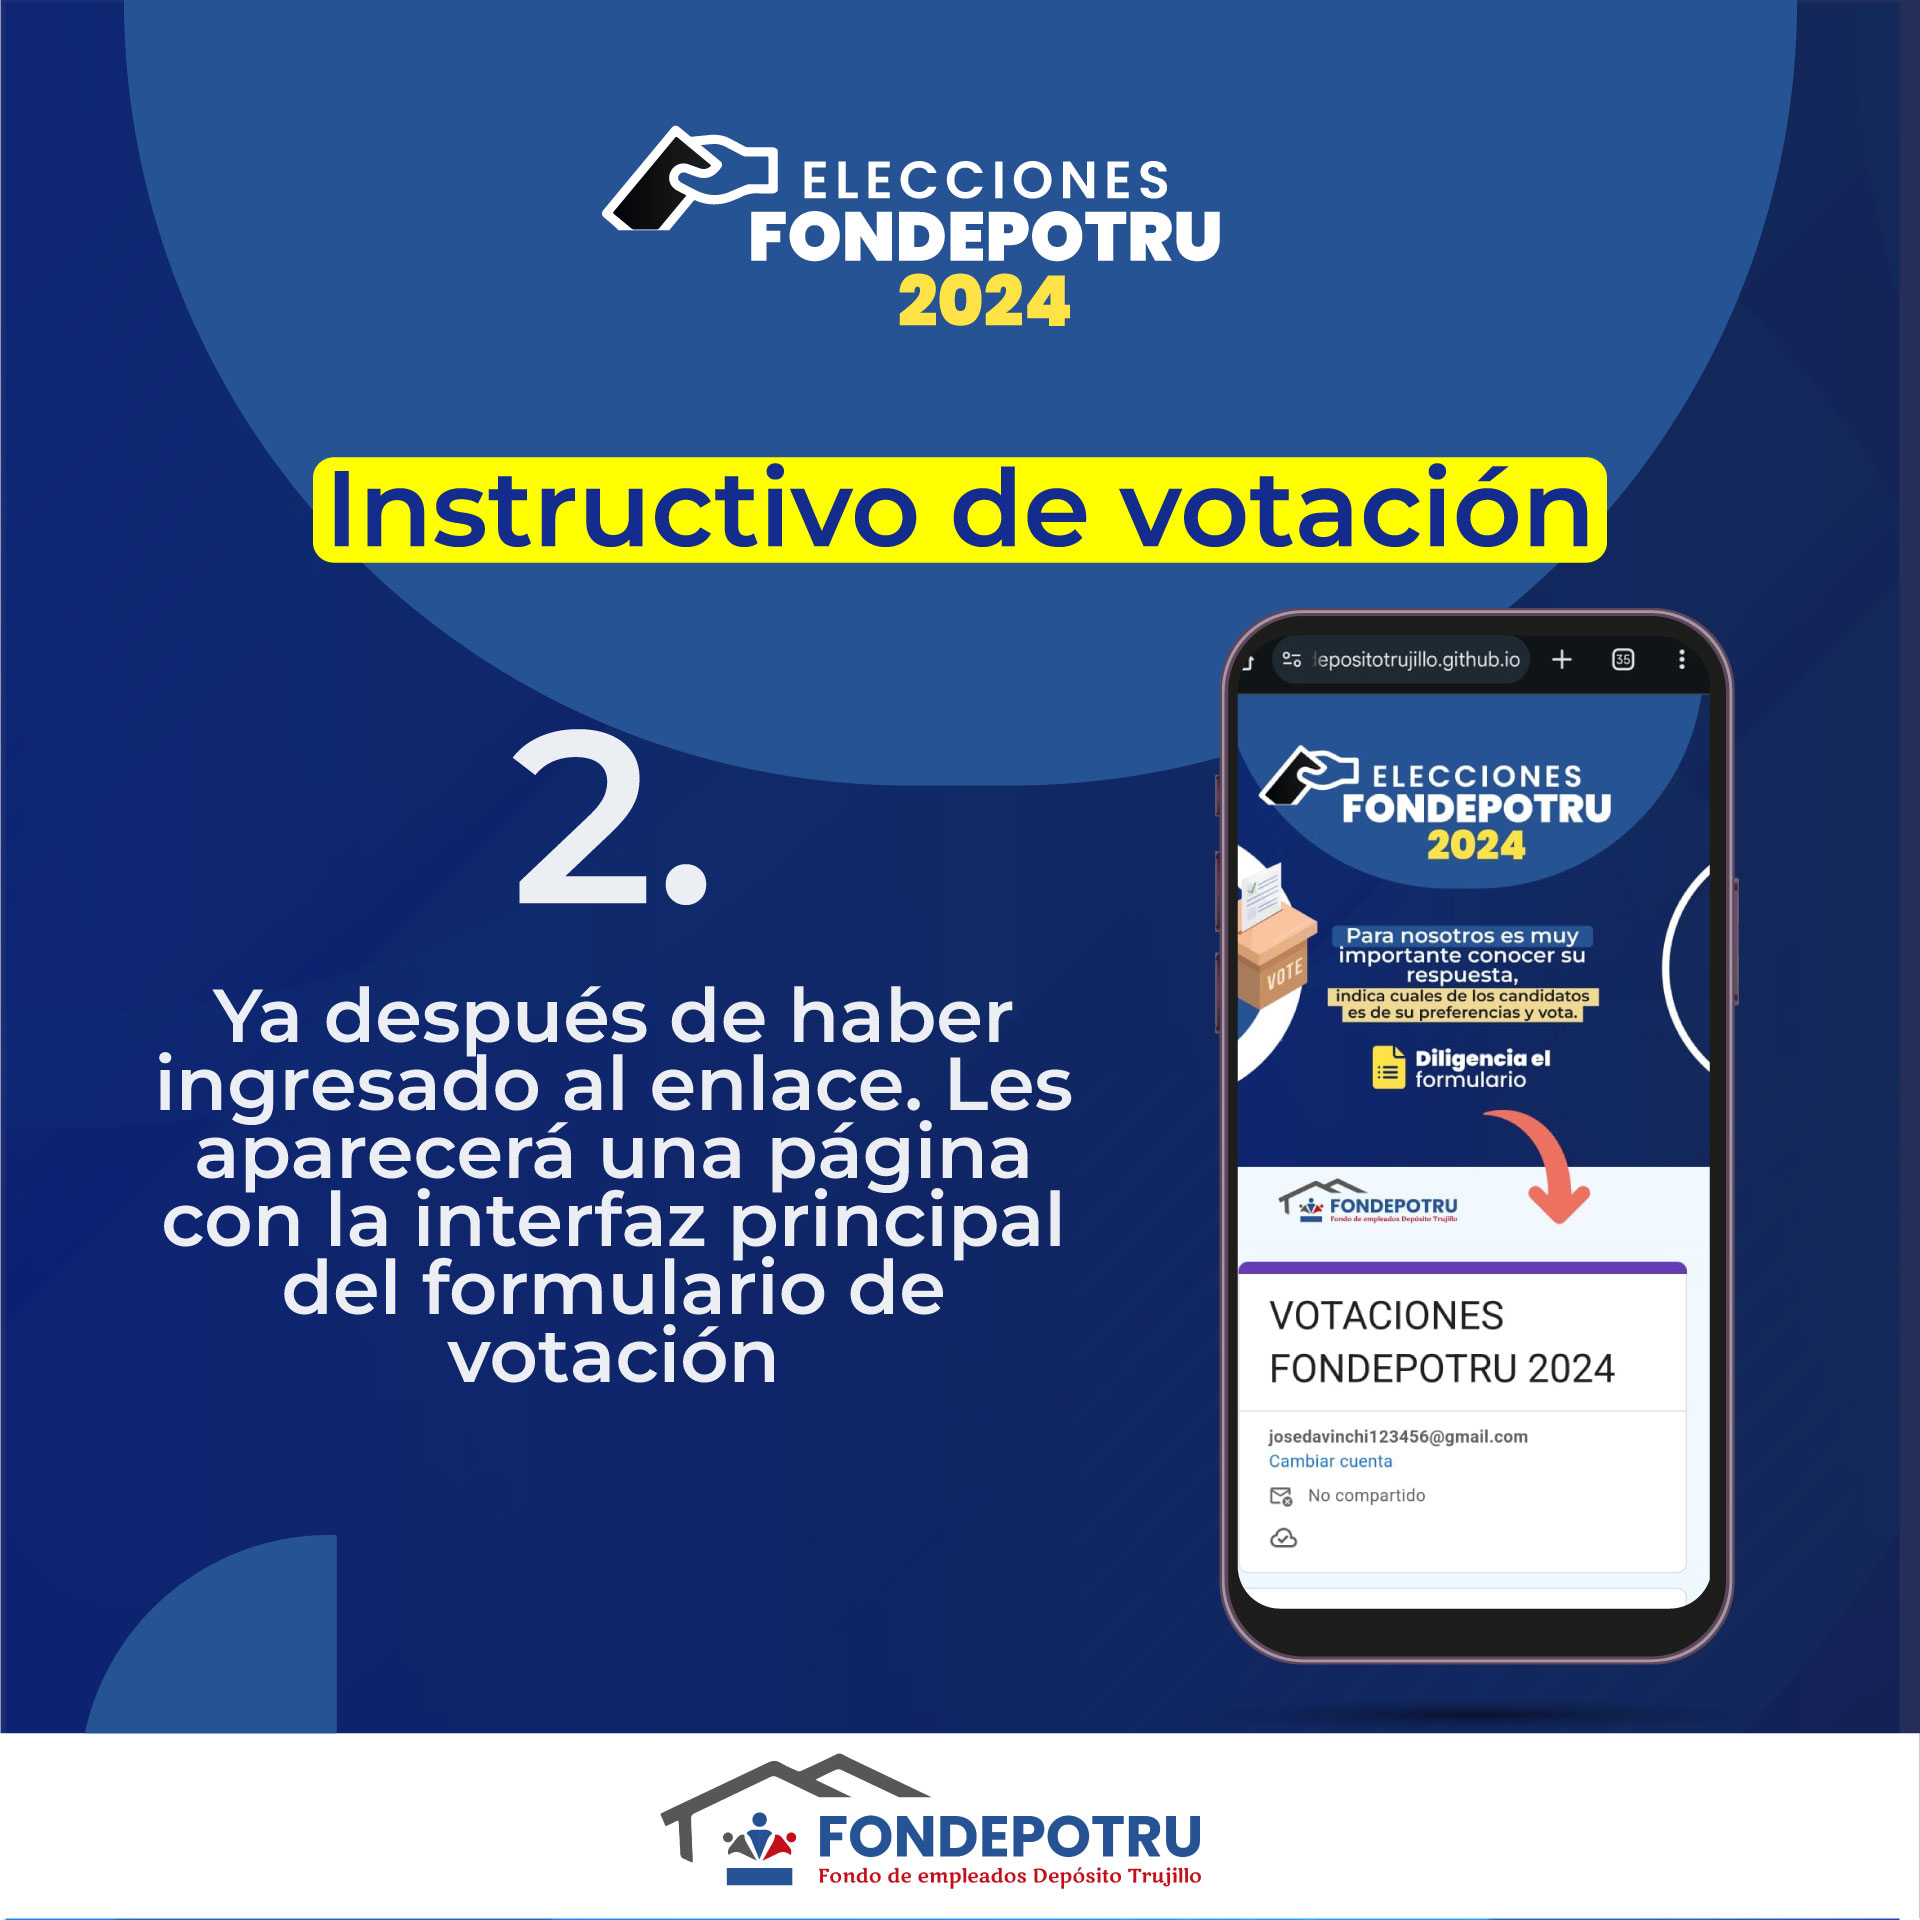 ELECCIONES
FONDEPOTRU
2024
Instructivo de votación
2.
Ya después de haber
ingresado al enlace. Les
aparecerá una página
con la interfaz principal
del formulario de
votación
epositotrujillo.github.io
35
ELECCIONES
FONDEPOTRU
2024
VOTE
Para nosotros es muy
importante conocer su
respuesta,
indica cuales de los candidatos
es de su preferencias y vota.
Diligencia el
formulario
FONDEPOTRU
Fondo de empleados Depósito Trujillo
VOTACIONES
FONDEPOTRU 2024
josedavinchi123456@gmail.com
Cambiar cuenta
No compartido
FONDEPOTRU
Fondo de empleados Depósito Trujillo